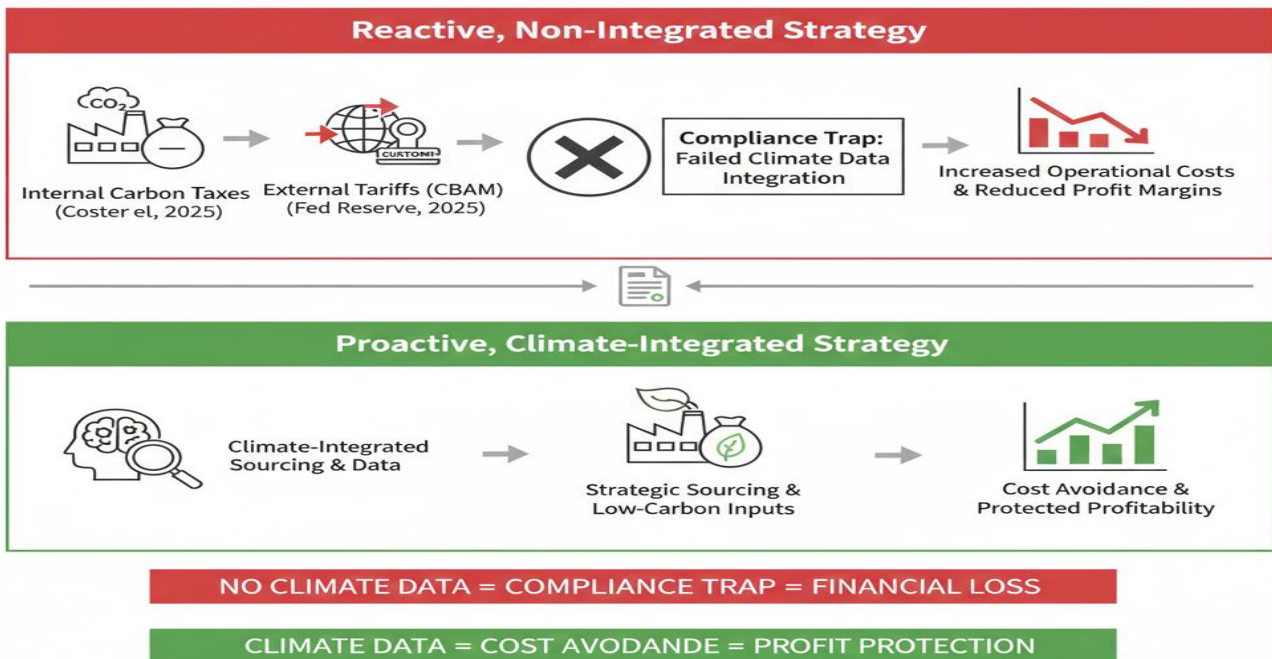 Reactive, Non-Integrated Strategy
CO₂
CUSTOMI
Internal Carbon Taxes
(Coster el, 2025)
External Tariffs (CBAM)
(Fed Reserve, 2025)
Compliance Trap:
Failed Climate Data
Integration
Increased Operational Costs
& Reduced Profit Margins
Proactive, Climate-Integrated Strategy
Climate-Integrated
Sourcing & Data
Strategic Sourcing &
Low-Carbon Inputs
Cost Avoidance &
Protected Profitability
NO CLIMATE DATA = COMPLIANCE TRAP = FINANCIAL LOSS
CLIMATE DATA = COST AVODANDE = PROFIT PROTECTION